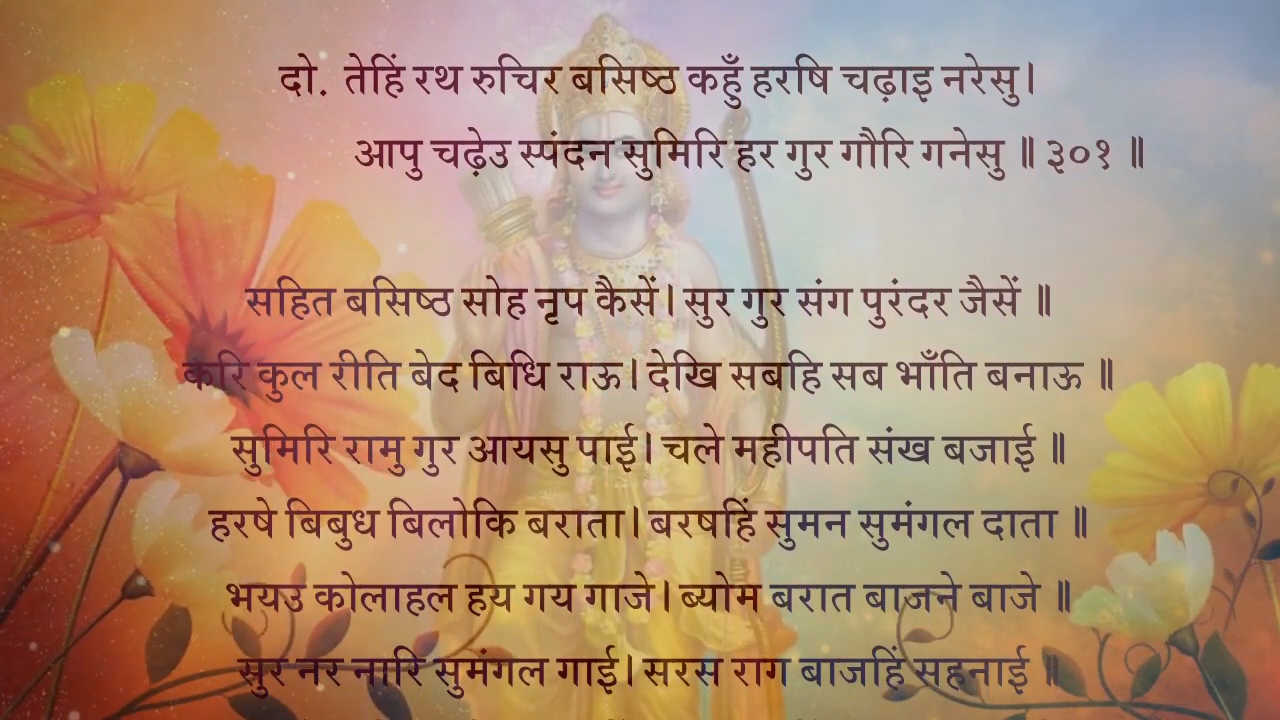 दो. तेहिं रथ रुचिर बसिष्ठ कहुँ हरषि चढ़ाइ नरेसु।
आपु चढ़ेउ स्पंदन सुमिरि हर गुर गौरि गनेसु ॥ ३०१ ॥
सहित बसिष्ठ सोह नृप कैसें। सुर गुर संग पुरंदर जैसें ॥
करि कुल रीति बेद बिधि राऊ। देखि सबहि सब भाँति बनाऊ ॥
सुमिरि रामु गुर आयसु पाई। चले महीपति संख बजाई ॥
हरषे बिबुध बिलोकि बराता। बरषहिं सुमन सुमंगल दाता ॥
भयउ कोलाहल हय गय गाजे। ब्योम बरात बाजने बाजे ॥
सुर नर नारि सुमंगल गाई। सरस राग बाजहिं सहनाई ॥